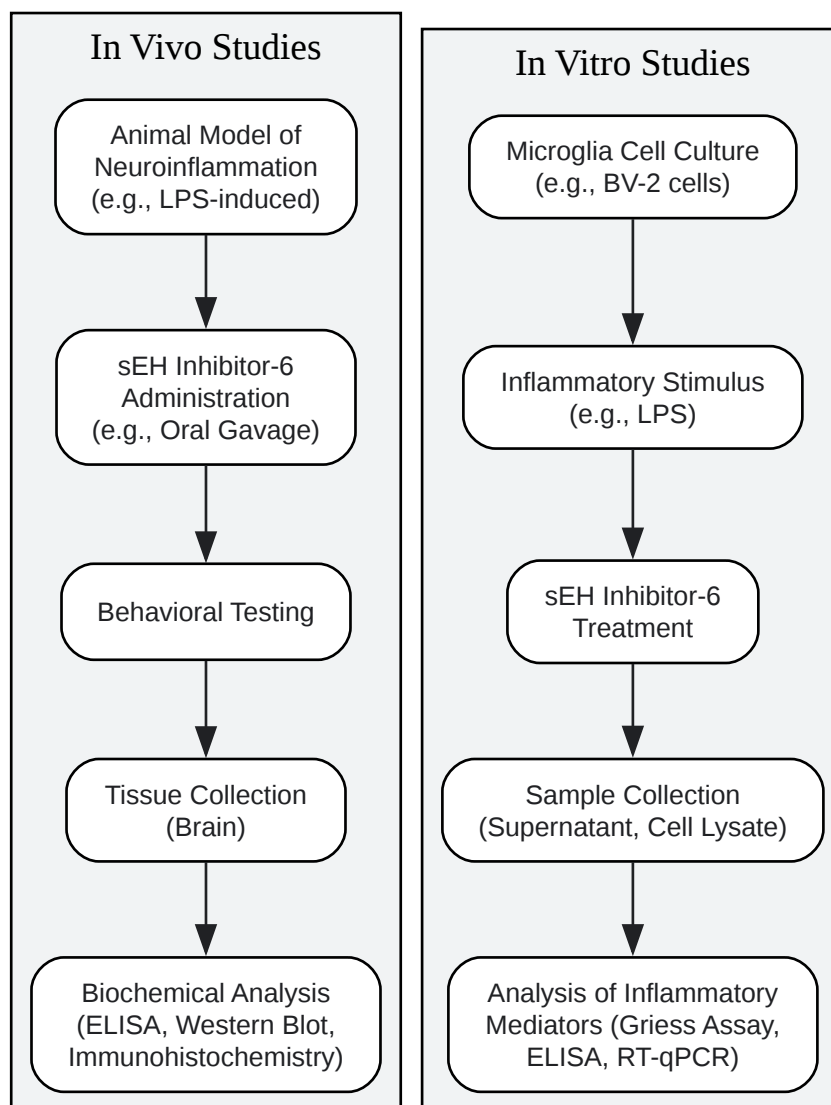 In Vivo Studies
Animal Model of
Neuroinflammation
(e.g., LPS-induced)
sEH Inhibitor-6
Administration
(e.g., Oral Gavage)
Behavioral Testing
Tissue Collection
(Brain)
Biochemical Analysis
(ELISA, Western Blot,
Immunohistochemistry)
In Vitro Studies
Microglia Cell Culture
(e.g., BV-2 cells)
Inflammatory Stimulus
(e.g., LPS)
sEH Inhibitor-6
Treatment
Sample Collection
(Supernatant, Cell Lysate)
Analysis of Inflammatory
Mediators (Griess Assay,
ELISA, RT-qPCR)